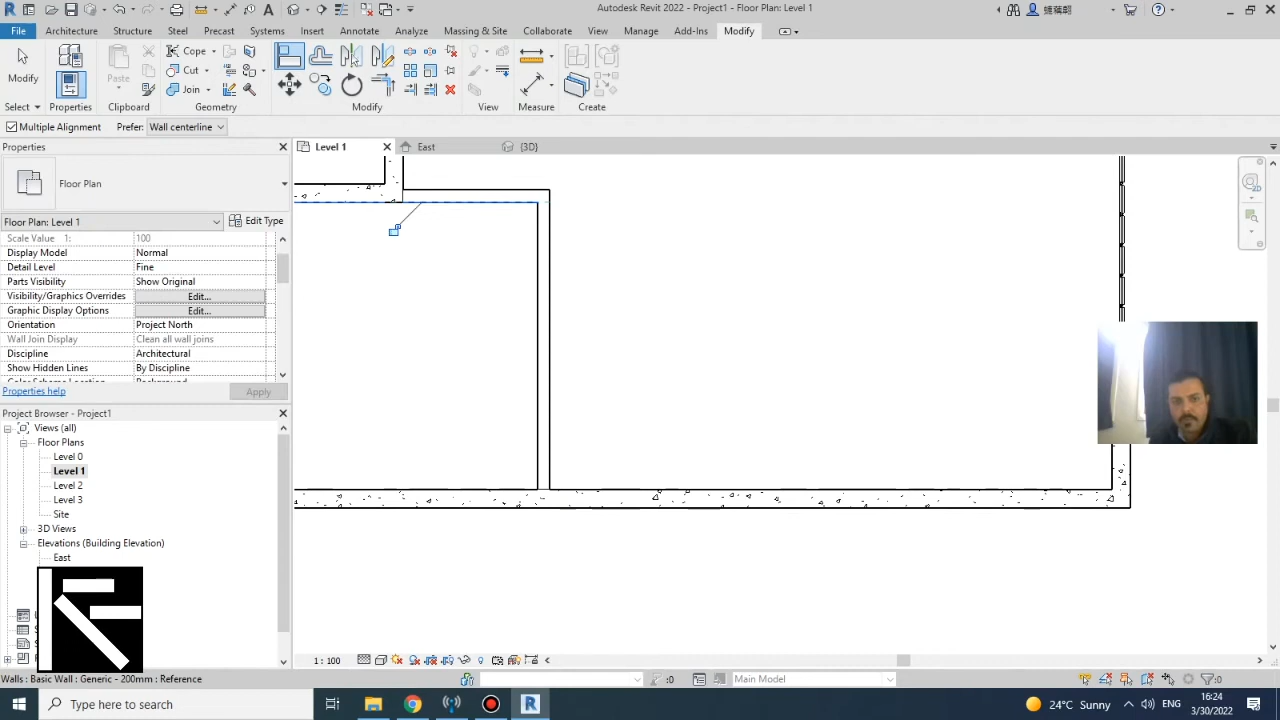 Autodesk Revit 2022 - Project1 - Floor Plan: Level 1
File Architecture Structure Steel Precast Systems Insert Annotate Analyze Massing & Site Collaborate View Manage Add-Ins Modify
Cope
Cut
Join
Modify Paste
Select Properties Clipboard Geometry Modify View Measure Create
Multiple Alignment Prefer: Wall centerline
Properties
Level 1 East {3D}
Floor Plan
Floor Plan: Level 1 Edit Type
Scale Value 1: 100
Display Model Normal
Detail Level Fine
Parts Visibility Show Original
Visibility/Graphics Overrides Edit...
Graphic Display Options Edit...
Orientation Project North
Wall Join Display Clean all wall joins
Discipline Architectural
Show Hidden Lines By Discipline
Color Scheme Location Background
Properties help Apply
Project Browser - Project1
Views (all)
Floor Plans
Level 0
Level 1
Level 2
Level 3
Site
3D Views
Elevations (Building Elevation)
East
1 : 100
Walls : Basic Wall : Generic - 200mm : Reference
:0 Main Model :0
Type here to search
24°C Sunny ENG
16:24
3/30/2022